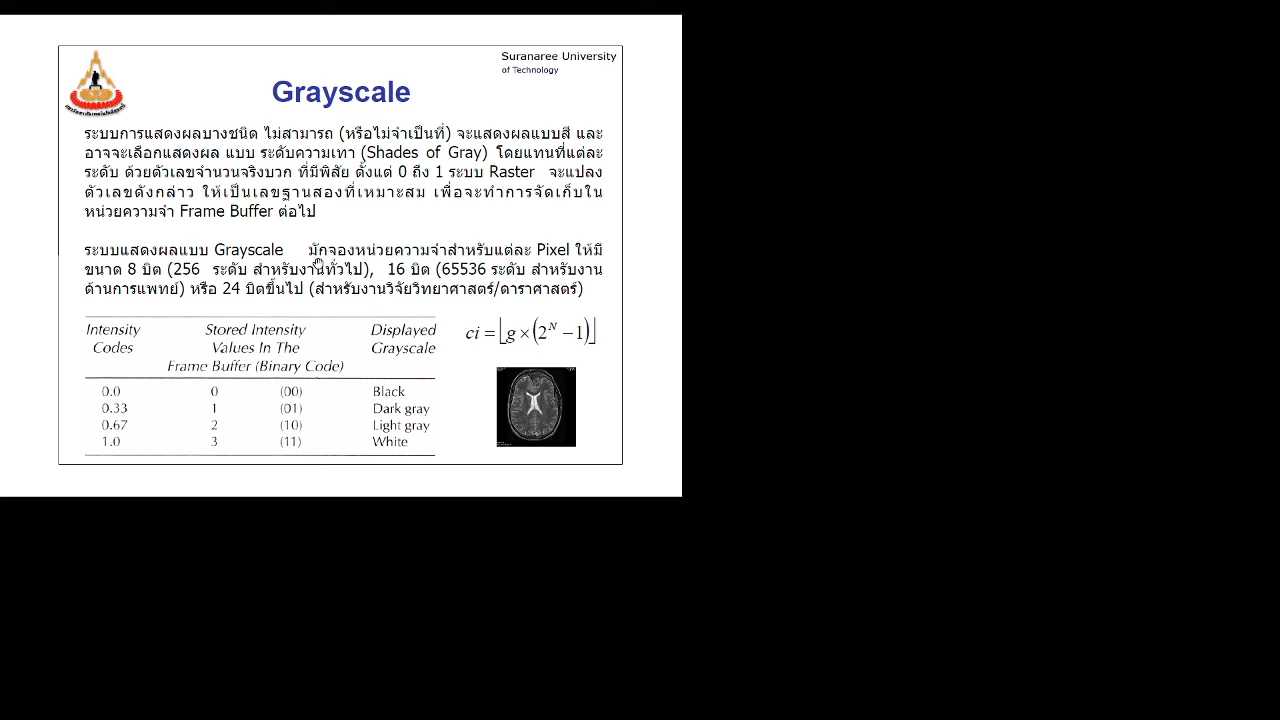 Suranaree University
of Technology
Grayscale
ระบบการแสดงผลบางชนิด ไม่สามารถ (หรือไม่จำเป็นที่) จะแสดงผลแบบสี และ
อาจจะเลือกแสดงผล แบบ ระดับความเทา (Shades of Gray) โดยแทนที่แต่ละ
ระดับ ด้วยตัวเลขจำนวนจริงบวก ที่มีพิสัย ตั้งแต่ 0 ถึง 1 ระบบ Raster จะแปลง
ตัวเลขดังกล่าว ให้เป็นเลขฐานสองที่เหมาะสม เพื่อจะทำการจัดเก็บใน
หน่วยความจำ Frame Buffer ต่อไป
ระบบแสดงผลแบบ Grayscale มักจองหน่วยความจำสำหรับแต่ละ Pixel ให้มี
ขนาด 8 บิต (256 ระดับ สำหรับงานทั่วไป), 16 บิต (65536 ระดับ สำหรับงาน
ด้านการแพทย์) หรือ 24 บิตขึ้นไป (สำหรับงานวิจัยวิทยาศาสตร์/ดาราศาสตร์)
Intensity Stored Intensity Displayed
Codes Values In The Grayscale
Frame Buffer (Binary Code)
0.0 0 (00) Black
0.33 1 (01) Dark gray
0.67 2 (10) Light gray
1.0 3 (11) White
ci = ⌊g × (2^N − 1)⌋